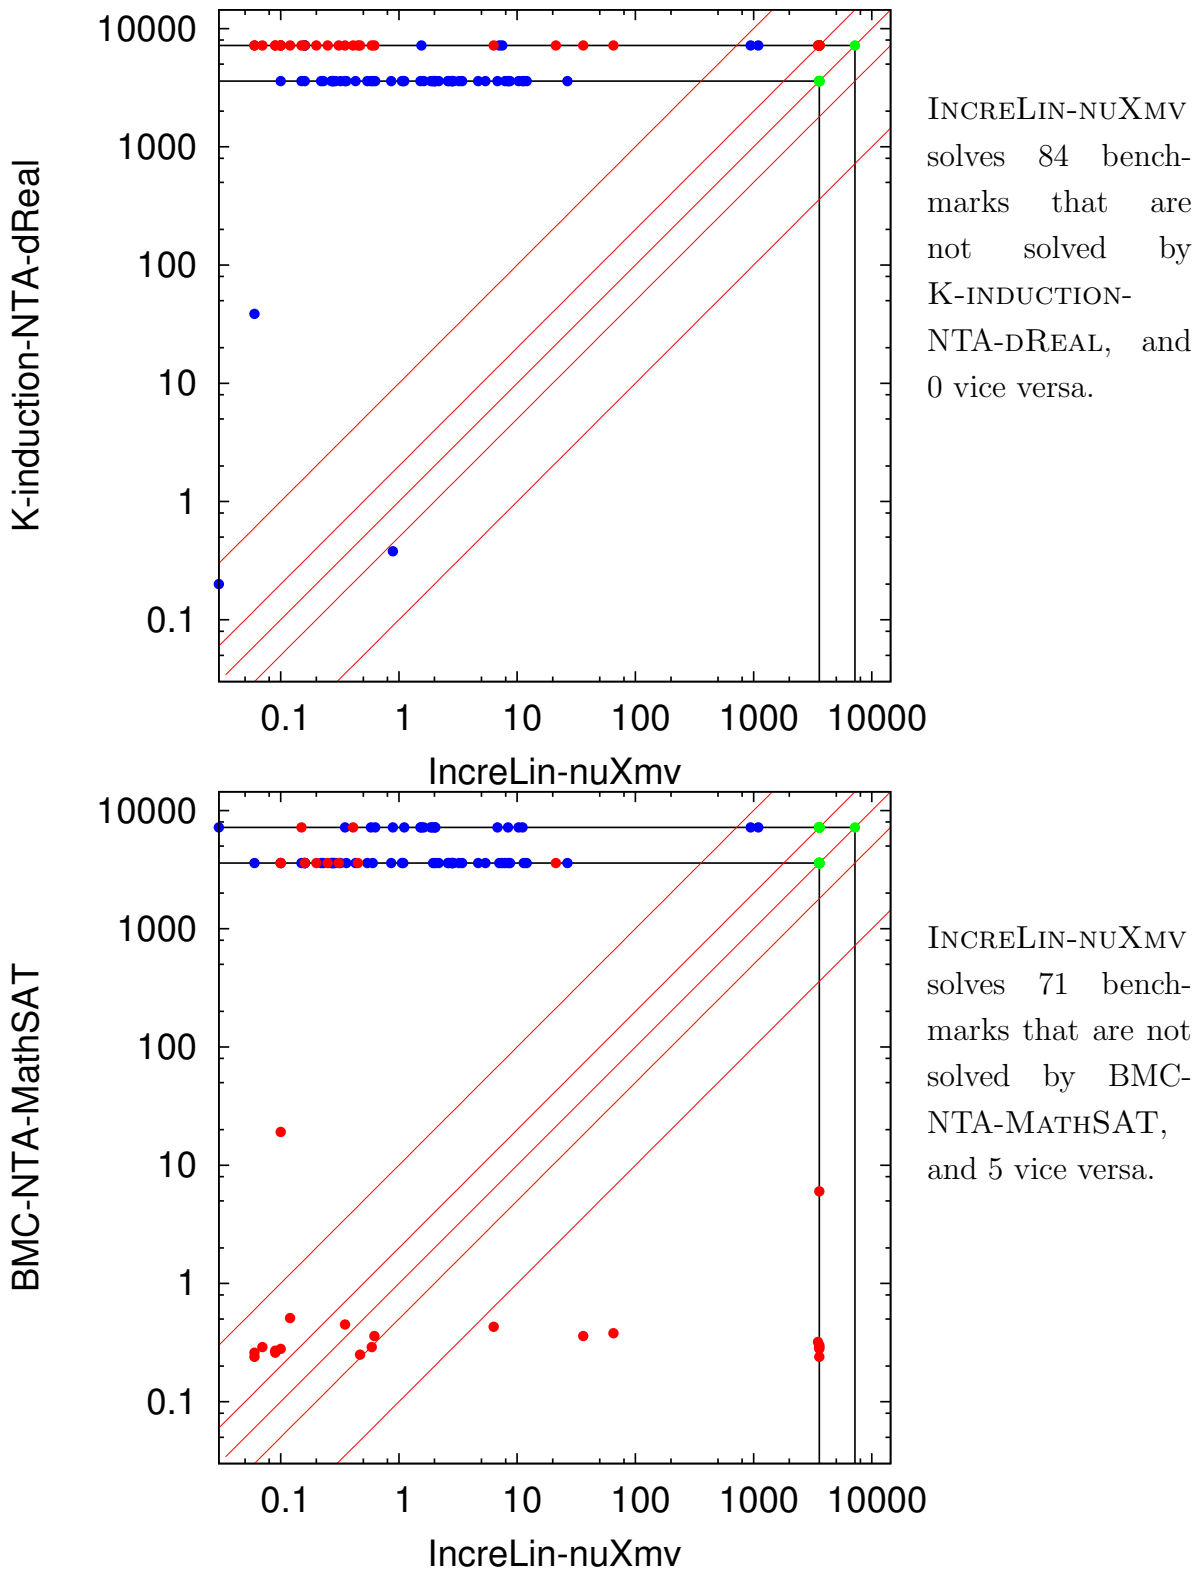 10000
1000
100
10
1
0.1
K-induction-NTA-dReal
0.1 1 10 100 1000 10000
IncreLin-nuXmv
IncreLin-nuXmv
solves 84 bench-
marks that are
not solved by
K-induction-
NTA-dReal, and
0 vice versa.
10000
1000
100
10
1
0.1
BMC-NTA-MathSAT
0.1 1 10 100 1000 10000
IncreLin-nuXmv
IncreLin-nuXmv
solves 71 bench-
marks that are not
solved by BMC-
NTA-MathSAT,
and 5 vice versa.